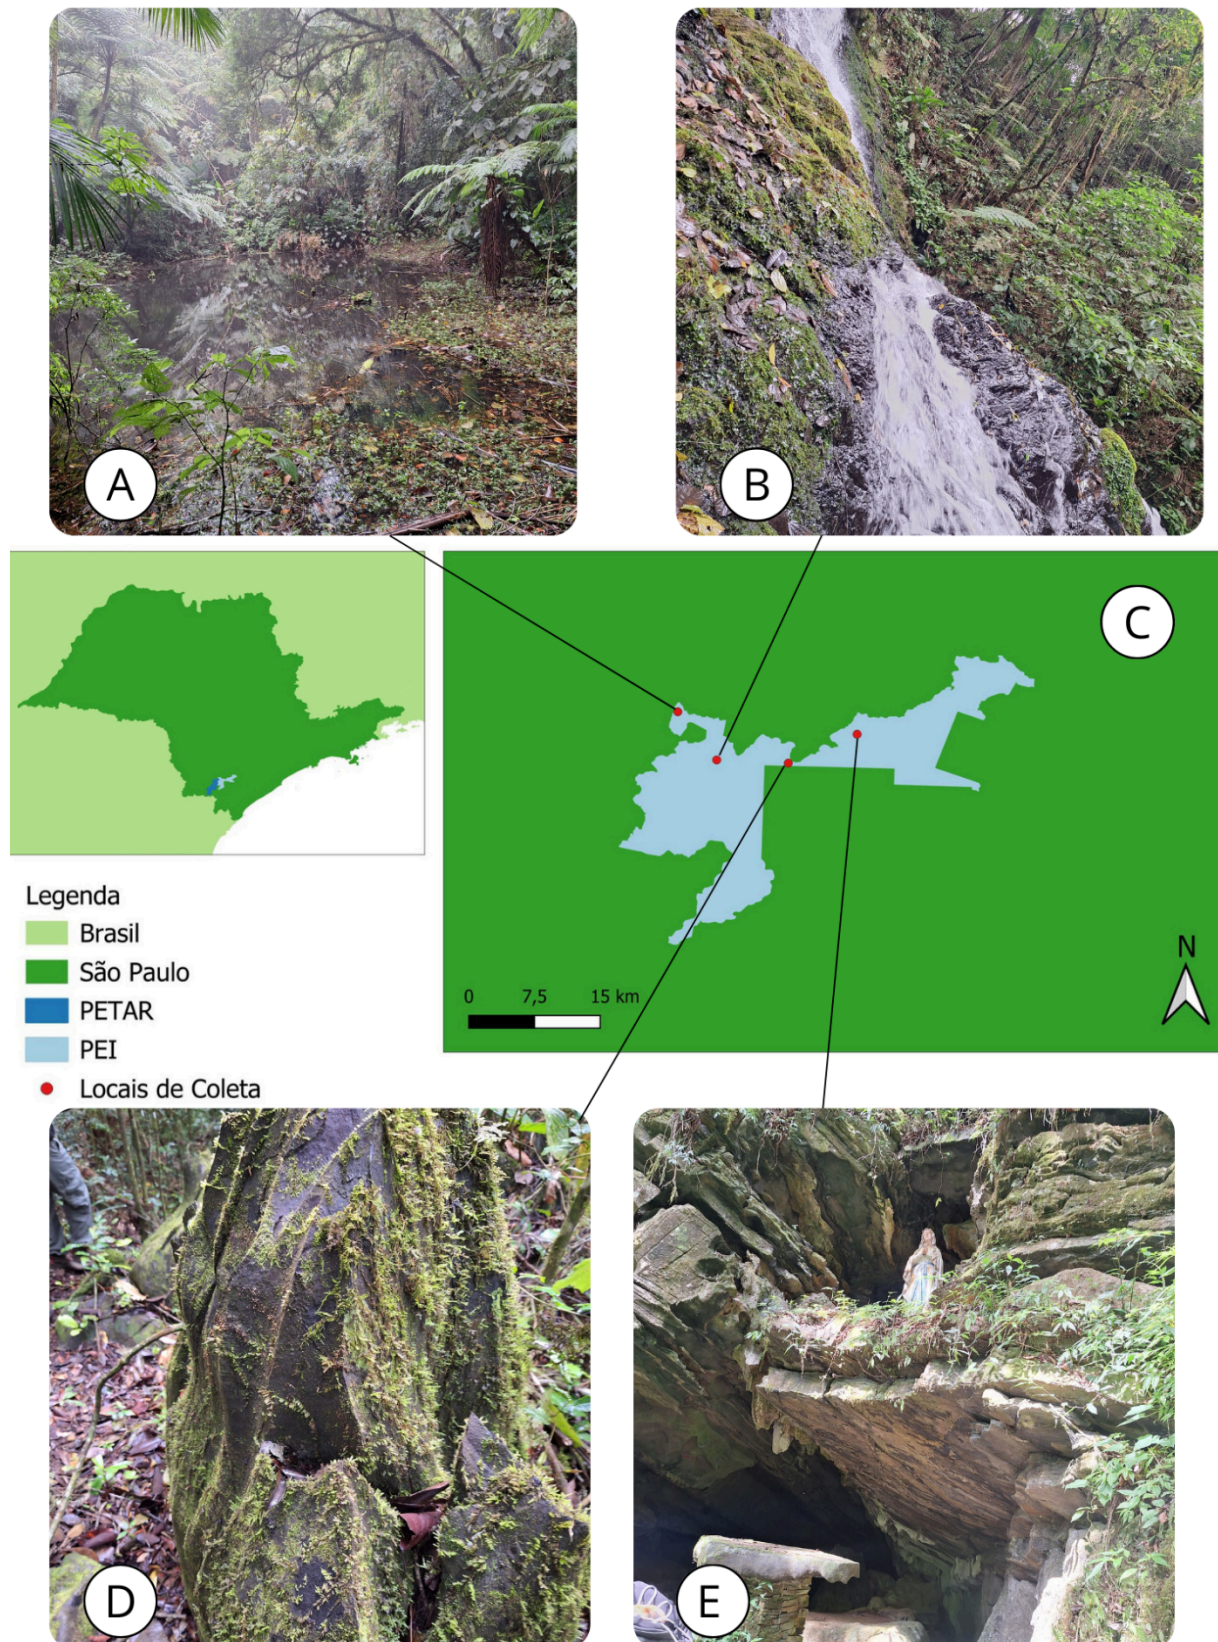 A
B
C
Legenda
Brasil
São Paulo
PETAR
PEI
Locais de Coleta
0 7,5 15 km
N
D
E